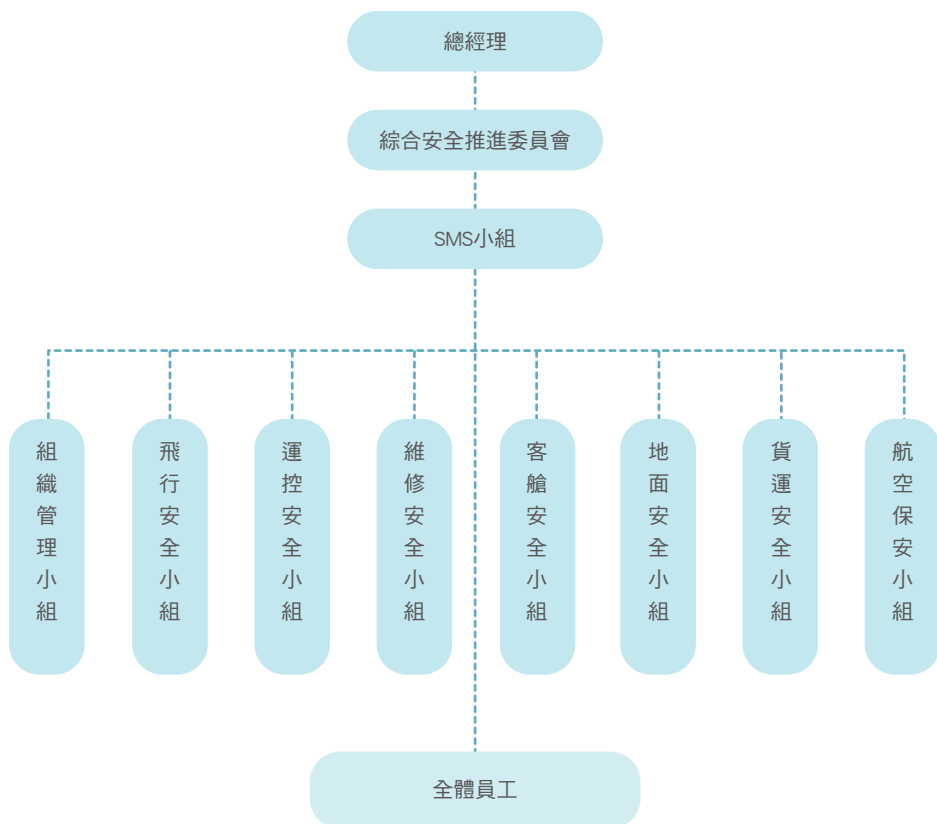 總經理
綜合安全推進委員會
SMS小組
組織管理小組
飛行安全小組
運控安全小組
維修安全小組
客艙安全小組
地面安全小組
貨運安全小組
航空保安小組
全體員工